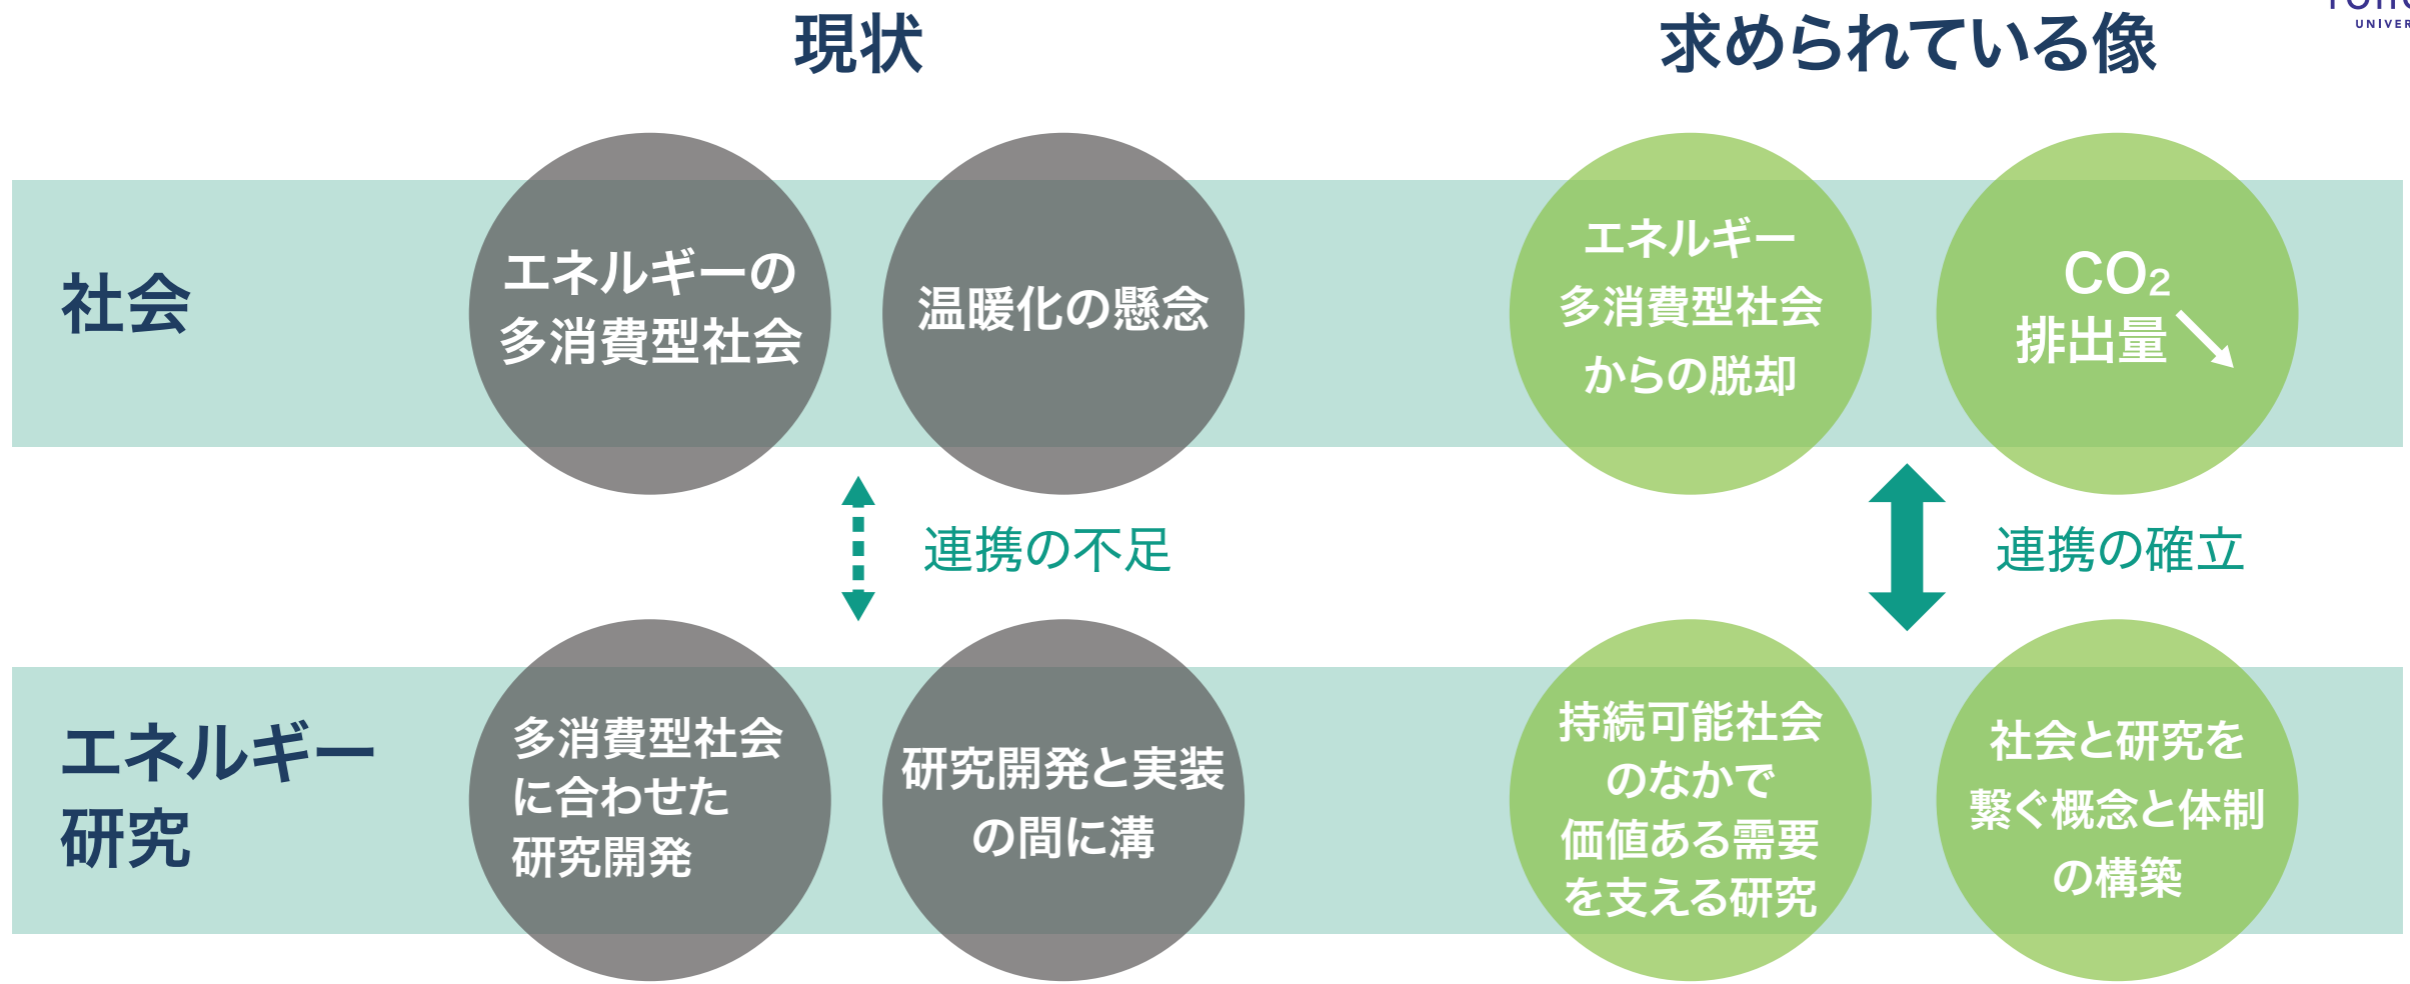 現状
求められている像
社会
エネルギーの
多消費型社会
温暖化の懸念
エネルギー
多消費型社会
からの脱却
CO₂
排出量
連携の不足
連携の確立
エネルギー
研究
多消費型社会
に合わせた
研究開発
研究開発と実装
の間に溝
持続可能社会
のなかで
価値ある需要
を支える研究
社会と研究を
繋ぐ概念と体制
の構築